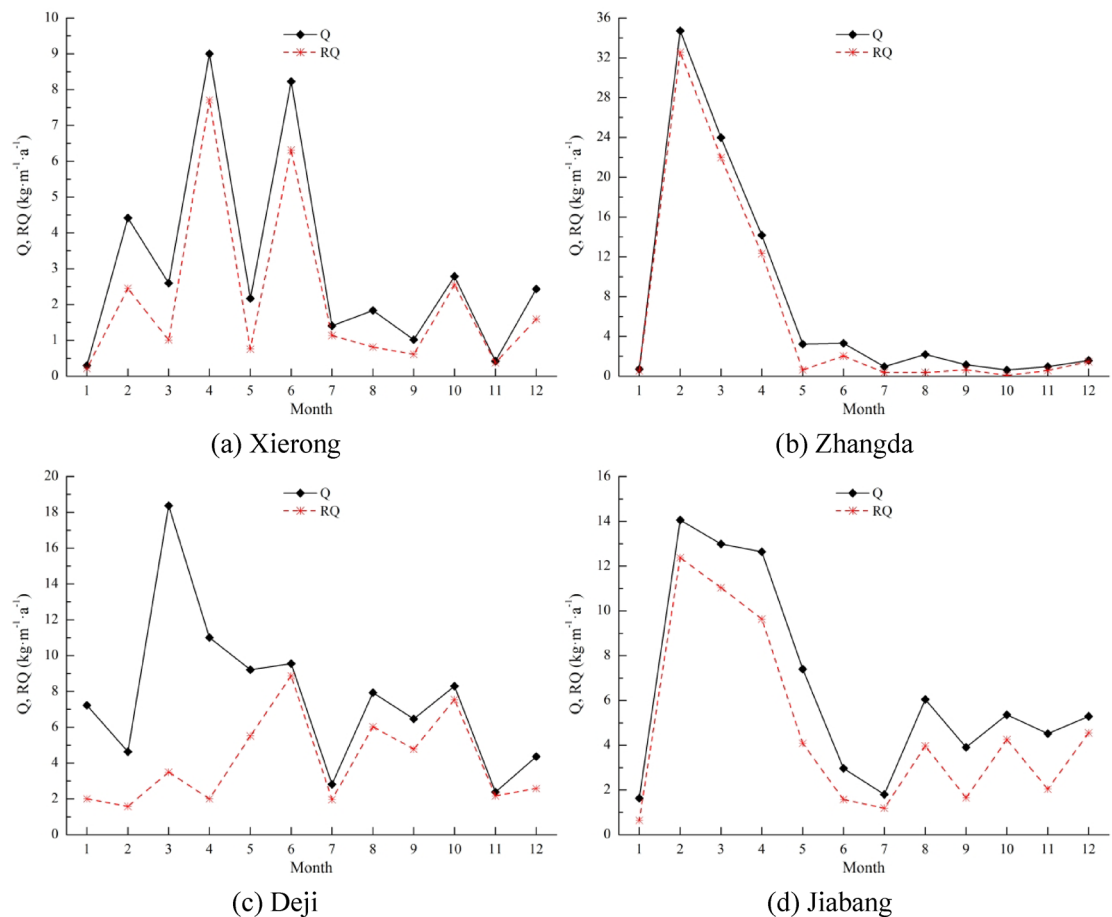 10
9
8
7
6
5
4
3
2
1
0
Q, RQ (kg·m⁻¹·a⁻¹)
Q
RQ
1 2 3 4 5 6 7 8 9 10 11 12
Month
(a) Xierong
36
32
28
24
20
16
12
8
4
0
Q, RQ (kg·m⁻¹·a⁻¹)
Q
RQ
1 2 3 4 5 6 7 8 9 10 11 12
Month
(b) Zhangda
20
18
16
14
12
10
8
6
4
2
0
Q, RQ (kg·m⁻¹·a⁻¹)
Q
RQ
1 2 3 4 5 6 7 8 9 10 11 12
Month
(c) Deji
16
14
12
10
8
6
4
2
0
Q, RQ (kg·m⁻¹·a⁻¹)
Q
RQ
1 2 3 4 5 6 7 8 9 10 11 12
Month
(d) Jiabang